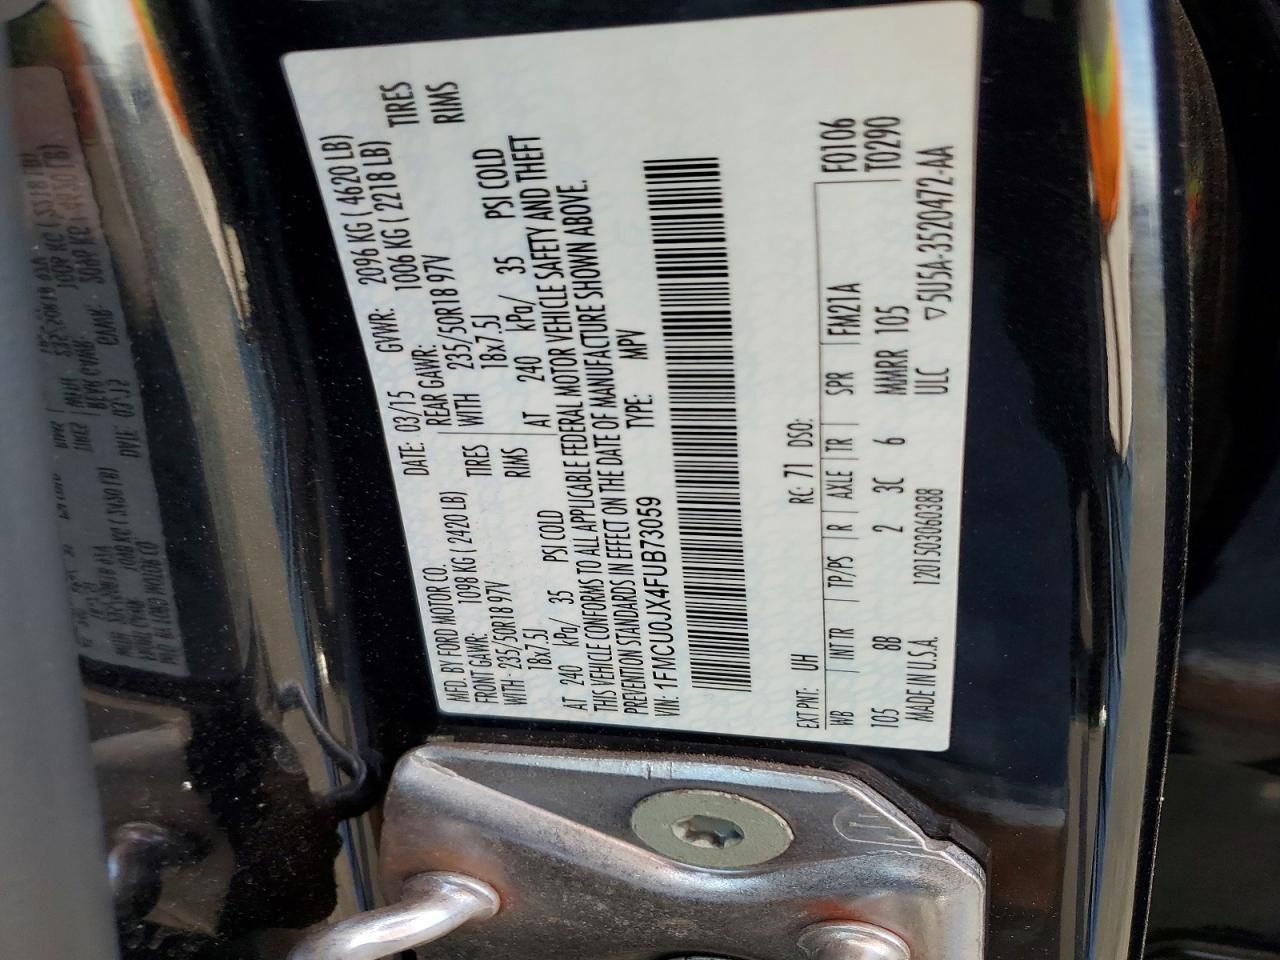 MFD. BY FORD MOTOR CO.
DATE: 03/15 GVWR: 2096 KG ( 4620 LB)
FRONT GAWR: 1098 KG ( 2420 LB)
REAR GAWR: 1006 KG ( 2218 LB)
WITH - 235/50R18 97V TIRES
WITH 235/50R18 97V TIRES
18x7.5J RIMS
18x7.5J RIMS
AT 240 kPa/ 35 PSI COLD
AT 240 kPa/ 35 PSI COLD
THIS VEHICLE CONFORMS TO ALL APPLICABLE FEDERAL MOTOR VEHICLE SAFETY AND THEFT
PREVENTION STANDARDS IN EFFECT ON THE DATE OF MANUFACTURE SHOWN ABOVE.
VIN: 1FMCU0JX4FUB73059 TYPE: MPV
EXT PNT: UH RC: 71 DSO: F0106
WB INT TR TP/PS R AXLE TR SPR FM21A T0290
105 8B 2 3C 6 MMRR 105
MADE IN U.S.A. 1201503060388 ULC ▽5U5A-3520472-AA